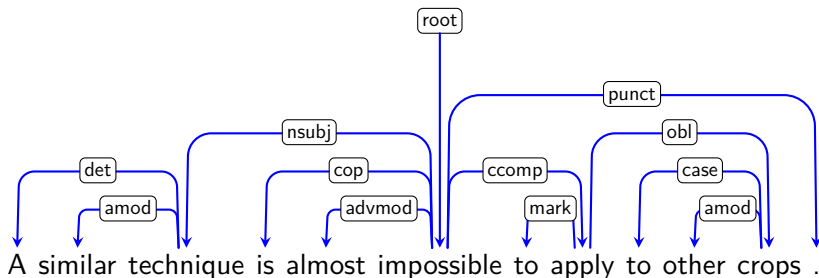 root
punct
nsubj obl
det cop ccomp case
amod advmod mark amod
A similar technique is almost impossible to apply to other crops .